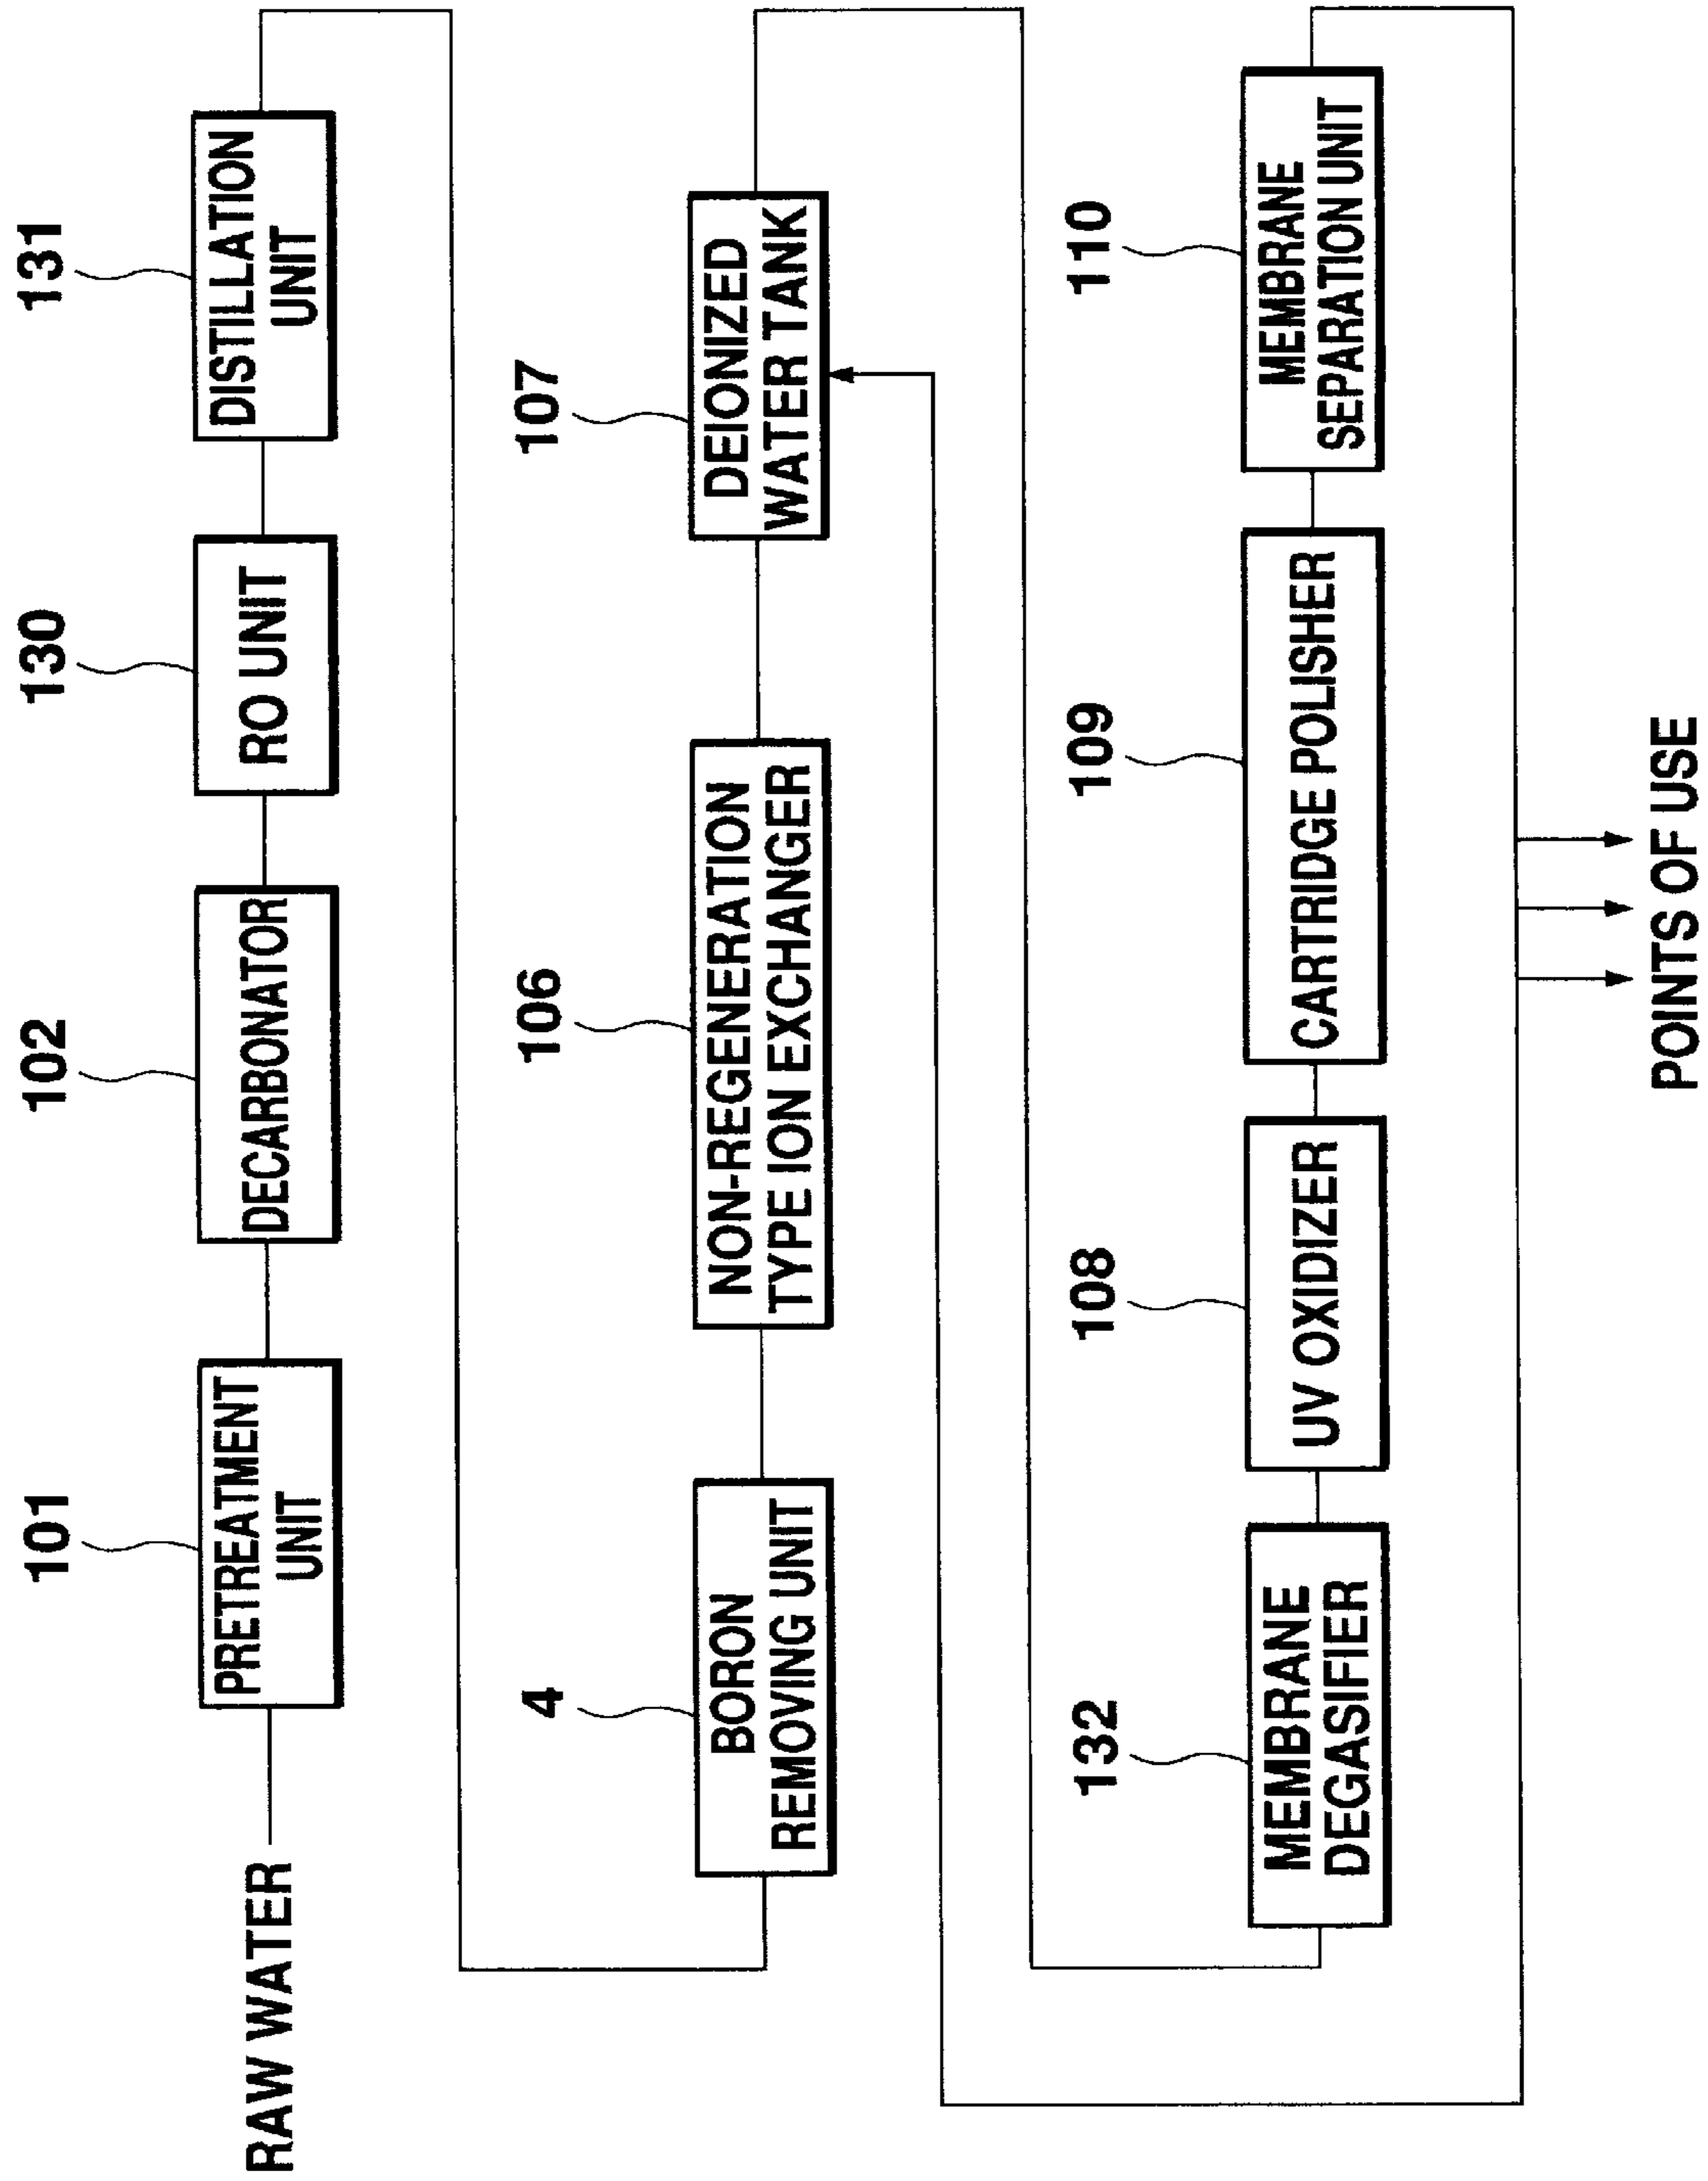 RAW WATER
101
PRETREATMENT
UNIT
102
DECARBONATOR
130
RO UNIT
131
DISTILLATION
UNIT
4
BORON
REMOVING UNIT
106
NON-REGENERATION
TYPE ION EXCHANGER
107
DEIONIZED
WATER TANK
132
MEMBRANE
DEGASIFIER
108
UV OXIDIZER
109
CARTRIDGE POLISHER
110
MEMBRANE
SEPARATION UNIT
POINTS OF USE